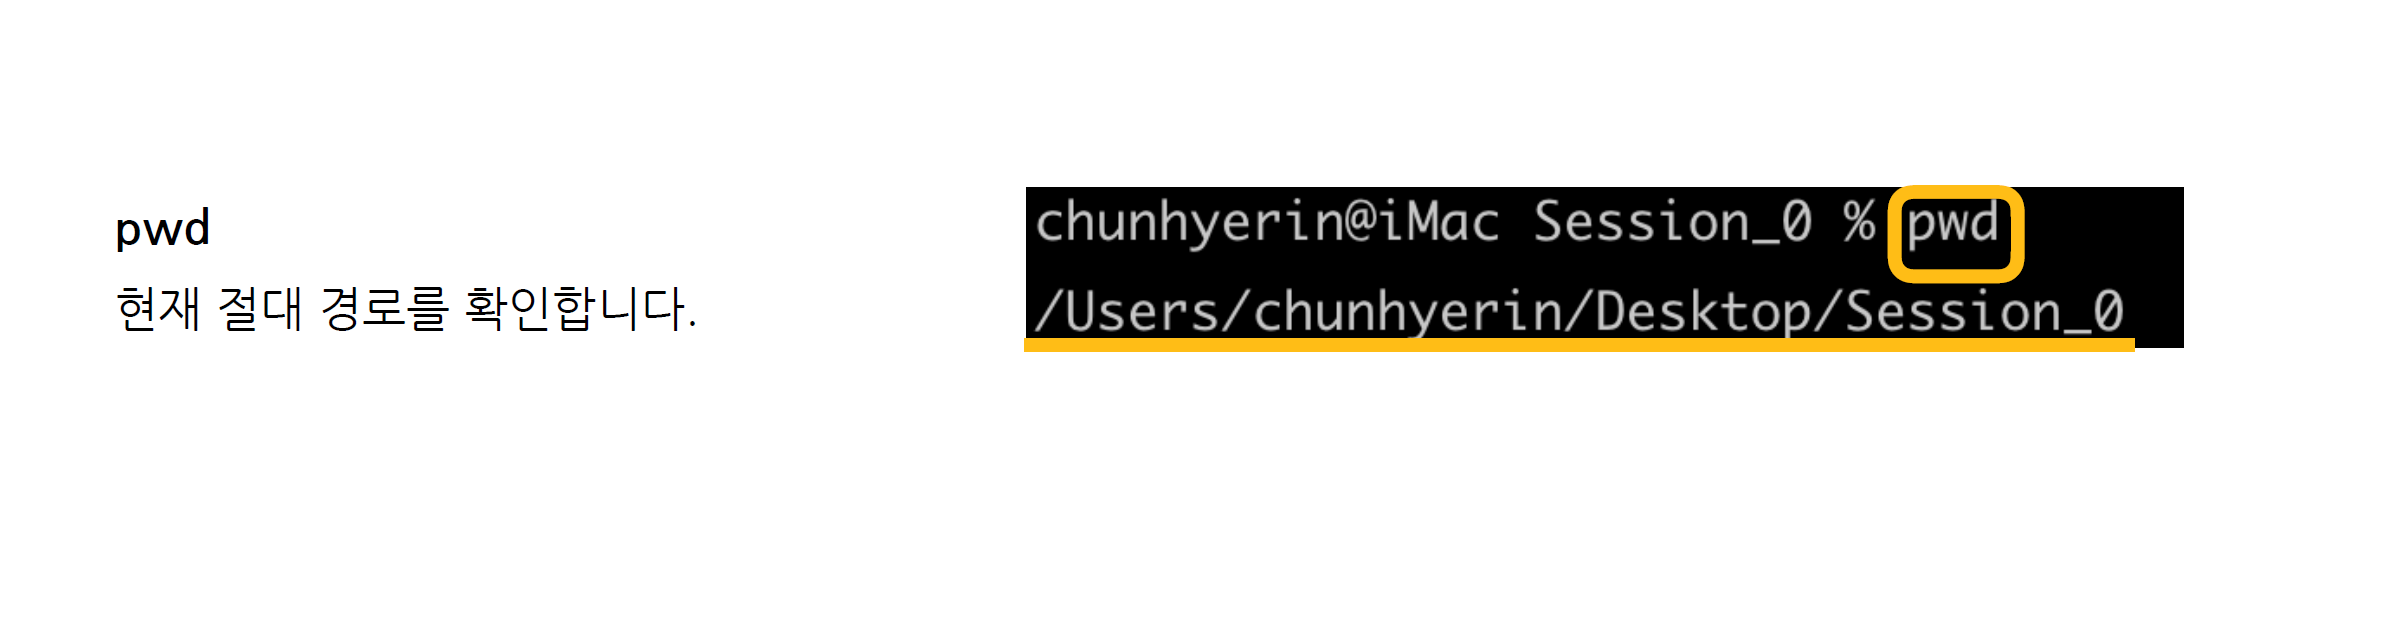 pwd
현재 절대 경로를 확인합니다.
chunhyerin@iMac Session_0 % pwd
/Users/chunhyerin/Desktop/Session_0